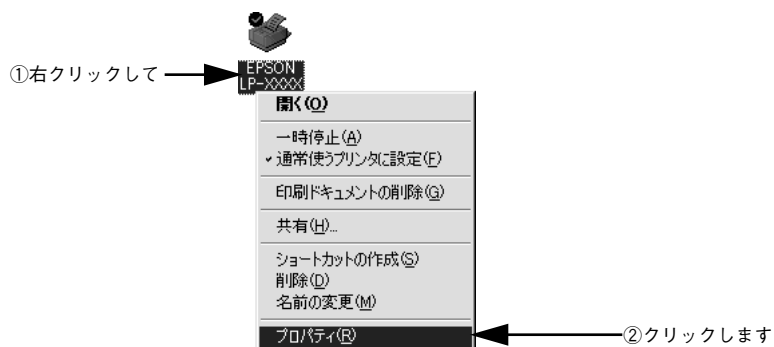 ①右クリックして
EPSON
LP-XXXX
開く(O)
一時停止(A)
✓通常使うプリンタに設定(F)
印刷ドキュメントの削除(G)
共有(H)...
ショートカットの作成(S)
削除(D)
名前の変更(M)
プロパティ(R)
②クリックします